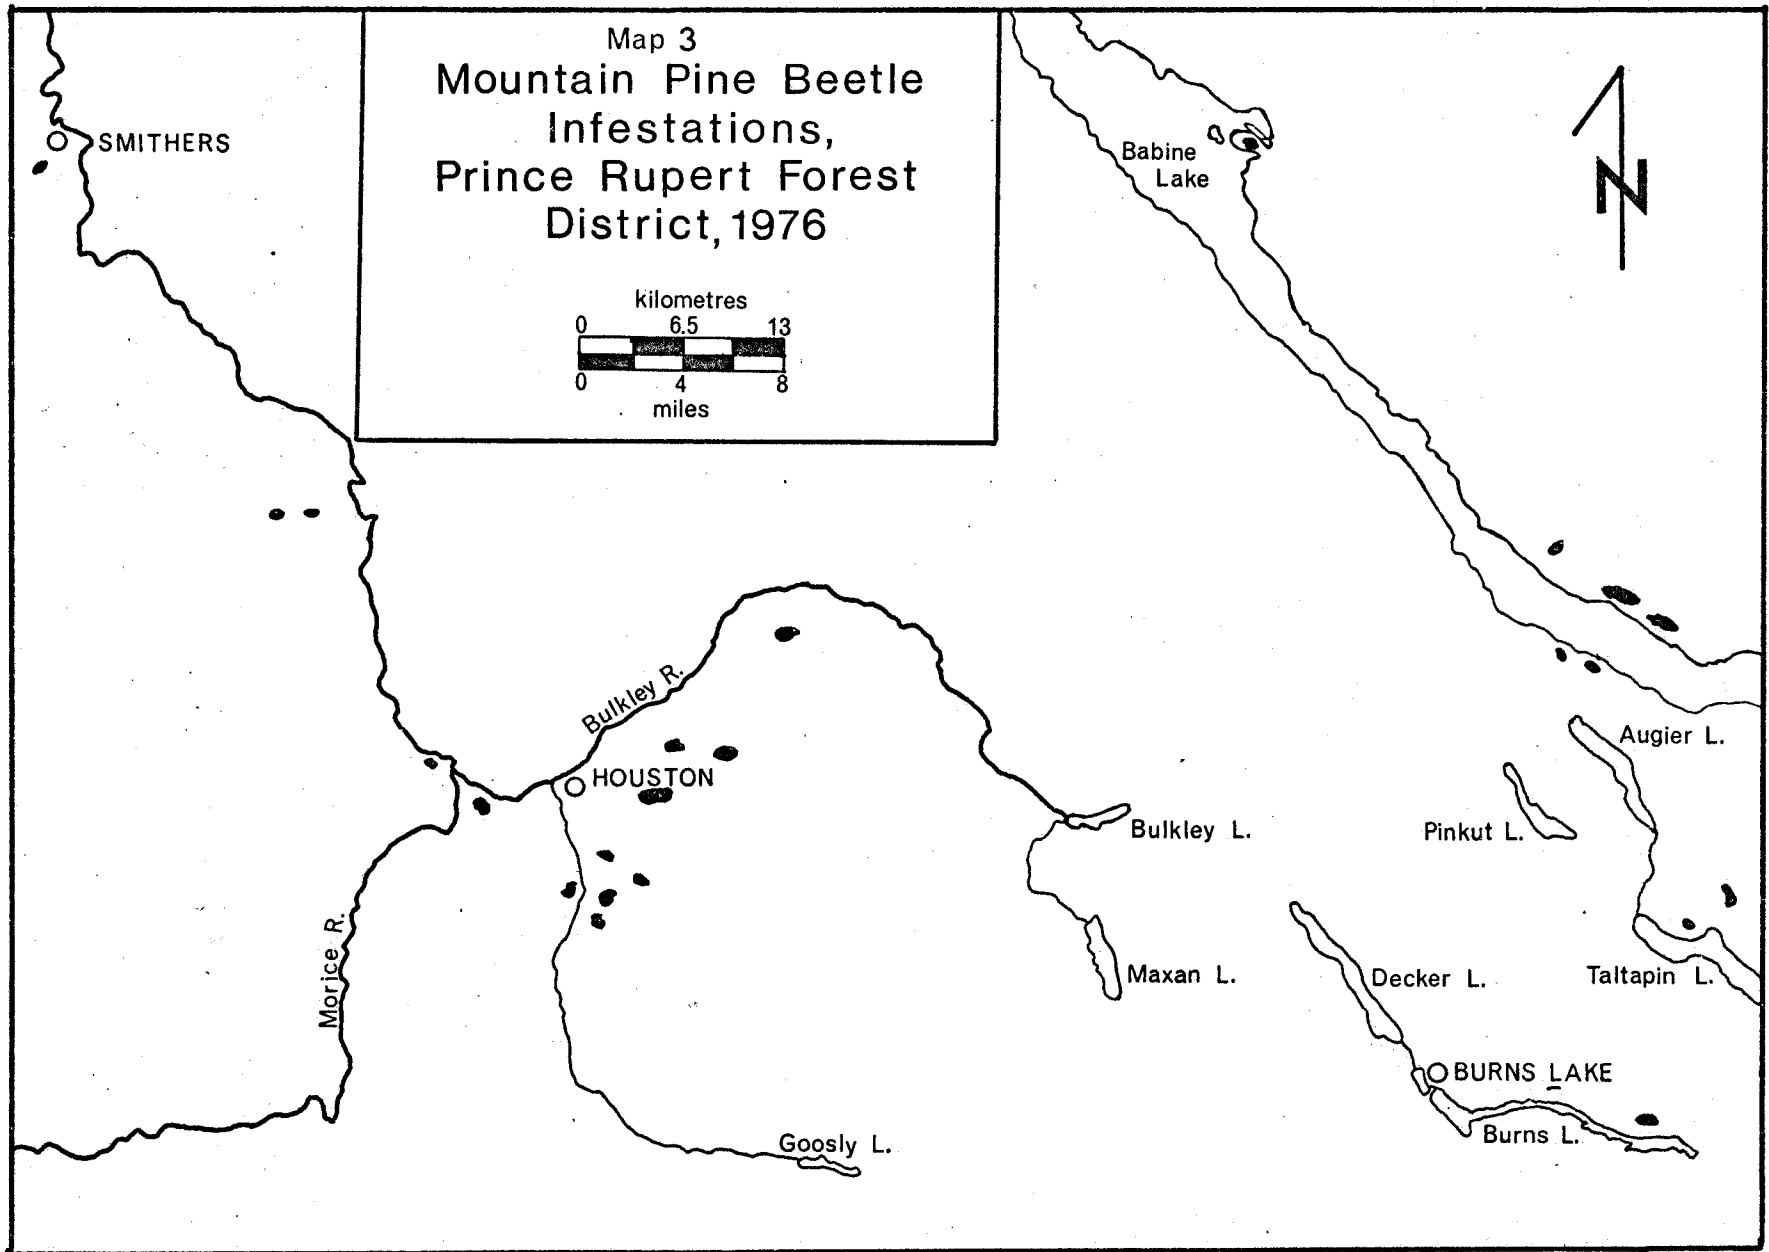 Map 3
Mountain Pine Beetle
Infestations,
Prince Rupert Forest
District, 1976
kilometres
0 6.5 13
0 4 8
miles
SMITHERS
Babine
Lake
N
Bulkley R.
HOUSTON
Augier L.
Bulkley L.
Pinkut L.
Morice R.
Maxan L.
Decker L.
Taltapin L.
BURNS LAKE
Burns L.
Goosly L.